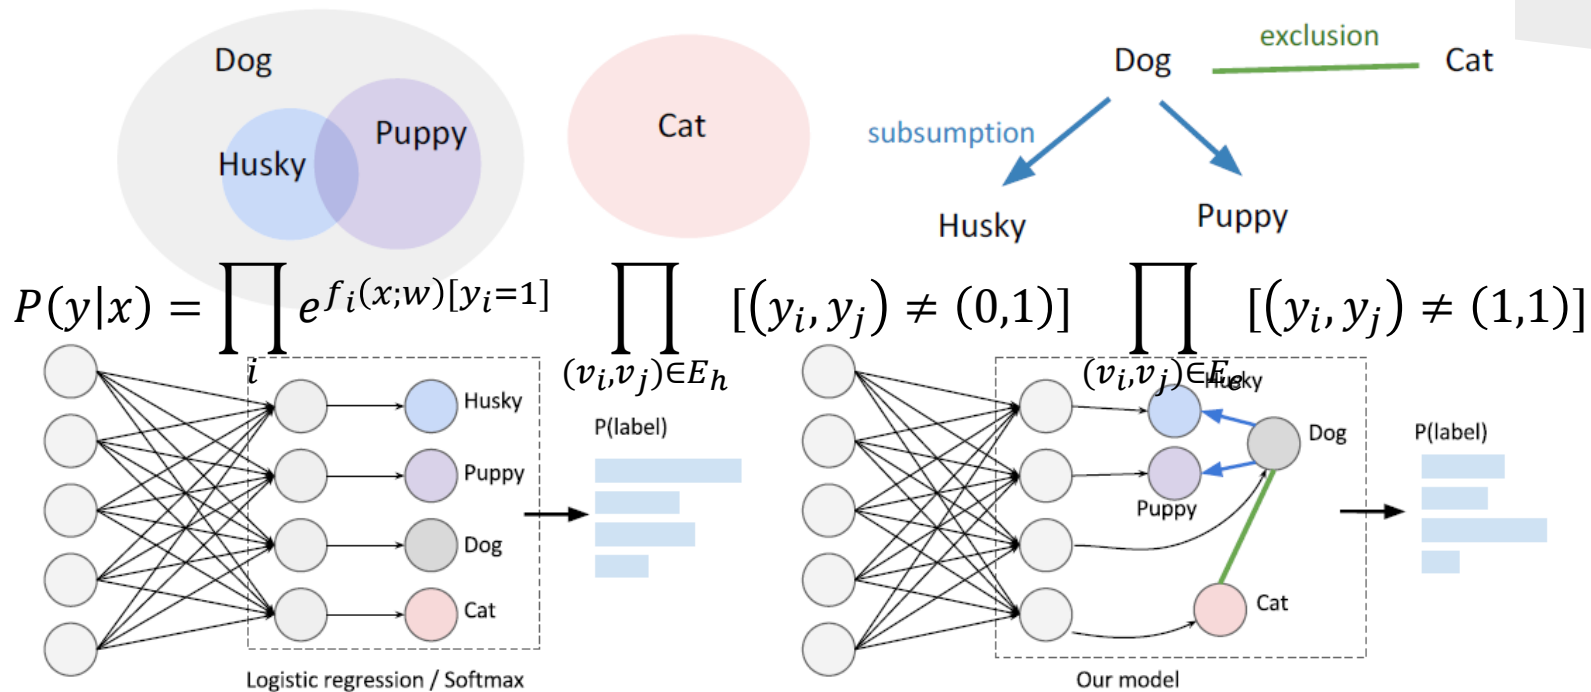 Dog
Husky
Puppy
Cat
Dog
exclusion
Cat
subsumption
Husky
Puppy
P(y|x) = ∏_i e^{f_i(x;w)[y_i=1]} ∏_{(v_i,v_j)∈E_h} [(y_i, y_j) ≠ (0,1)] ∏_{(v_i,v_j)∈E_e} [(y_i, y_j) ≠ (1,1)]
Husky
Puppy
Dog
Cat
P(label)
Logistic regression / Softmax
Husky
Dog
Puppy
Cat
P(label)
Our model